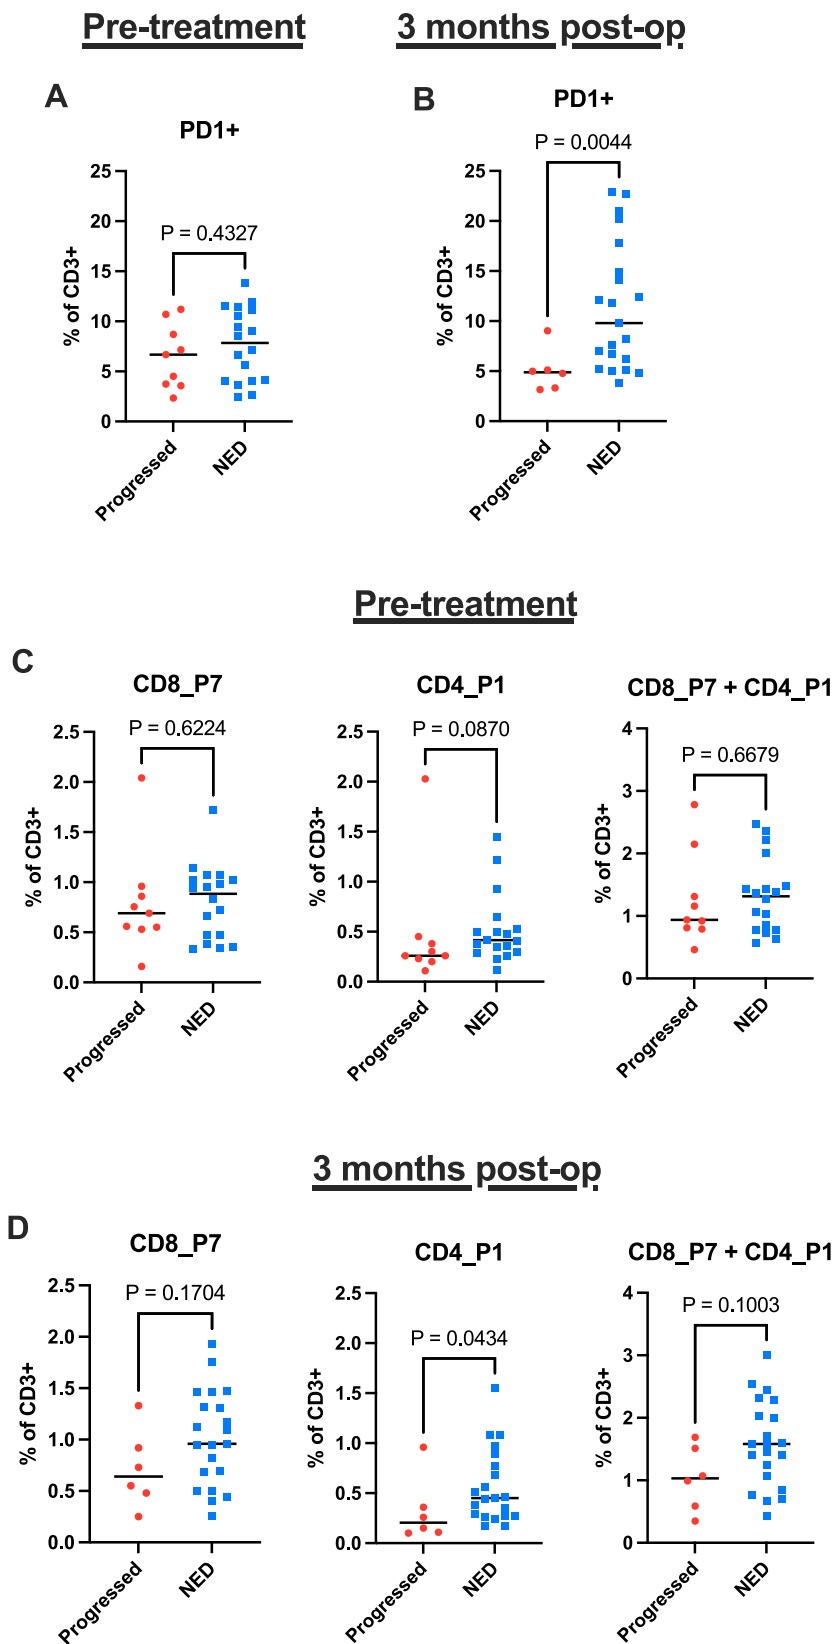 Pre-treatment 3 months post-op
A B
PD1+ PD1+
P = 0.4327 P = 0.0044
% of CD3+ % of CD3+
25 25
20 20
15 15
10 10
5 5
0 0
Progressed NED Progressed NED
Pre-treatment
C
CD8_P7 CD4_P1 CD8_P7 + CD4_P1
P = 0.6224 P = 0.0870 P = 0.6679
% of CD3+ % of CD3+ % of CD3+
2.5 2.5 4
2.0 2.0 3
1.5 1.5 2
1.0 1.0 1
0.5 0.5 0
0.0 0.0
Progressed NED Progressed NED Progressed NED
3 months post-op
D
CD8_P7 CD4_P1 CD8_P7 + CD4_P1
P = 0.1704 P = 0.0434 P = 0.1003
% of CD3+ % of CD3+ % of CD3+
2.5 2.5 4
2.0 2.0 3
1.5 1.5 2
1.0 1.0 1
0.5 0.5 0
0.0 0.0
Progressed NED Progressed NED Progressed NED